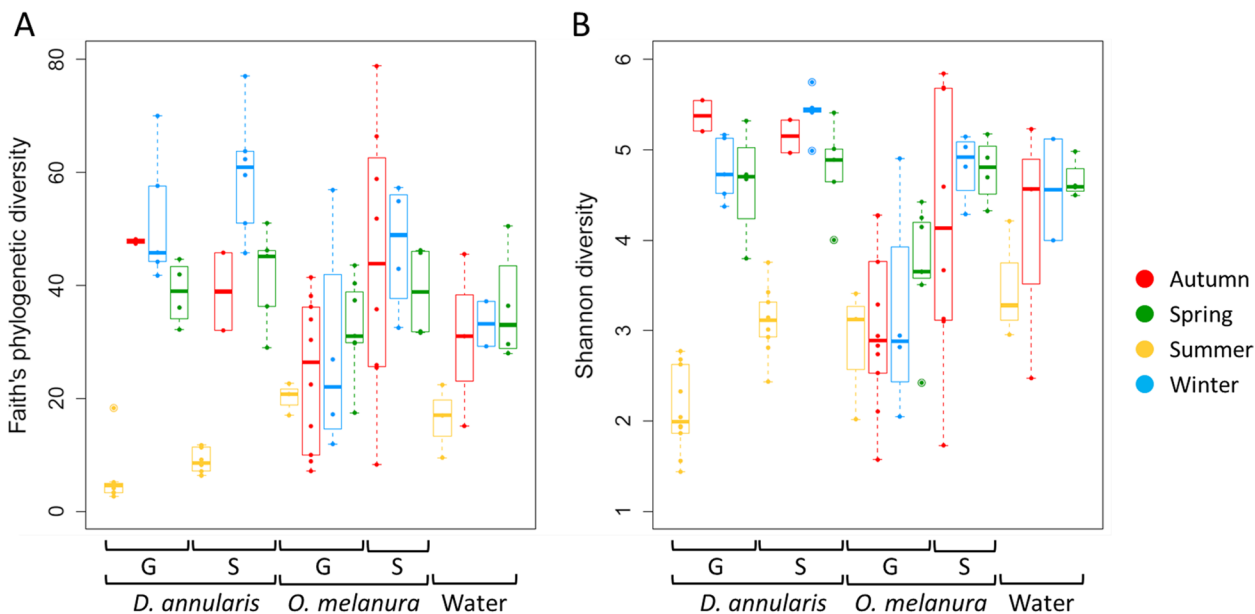 A
B
Faith's phylogenetic diversity
80
60
40
20
0
Shannon diversity
6
5
4
3
2
1
Autumn
Spring
Summer
Winter
G S G S
D. annularis O. melanura Water
G S G S
D. annularis O. melanura Water